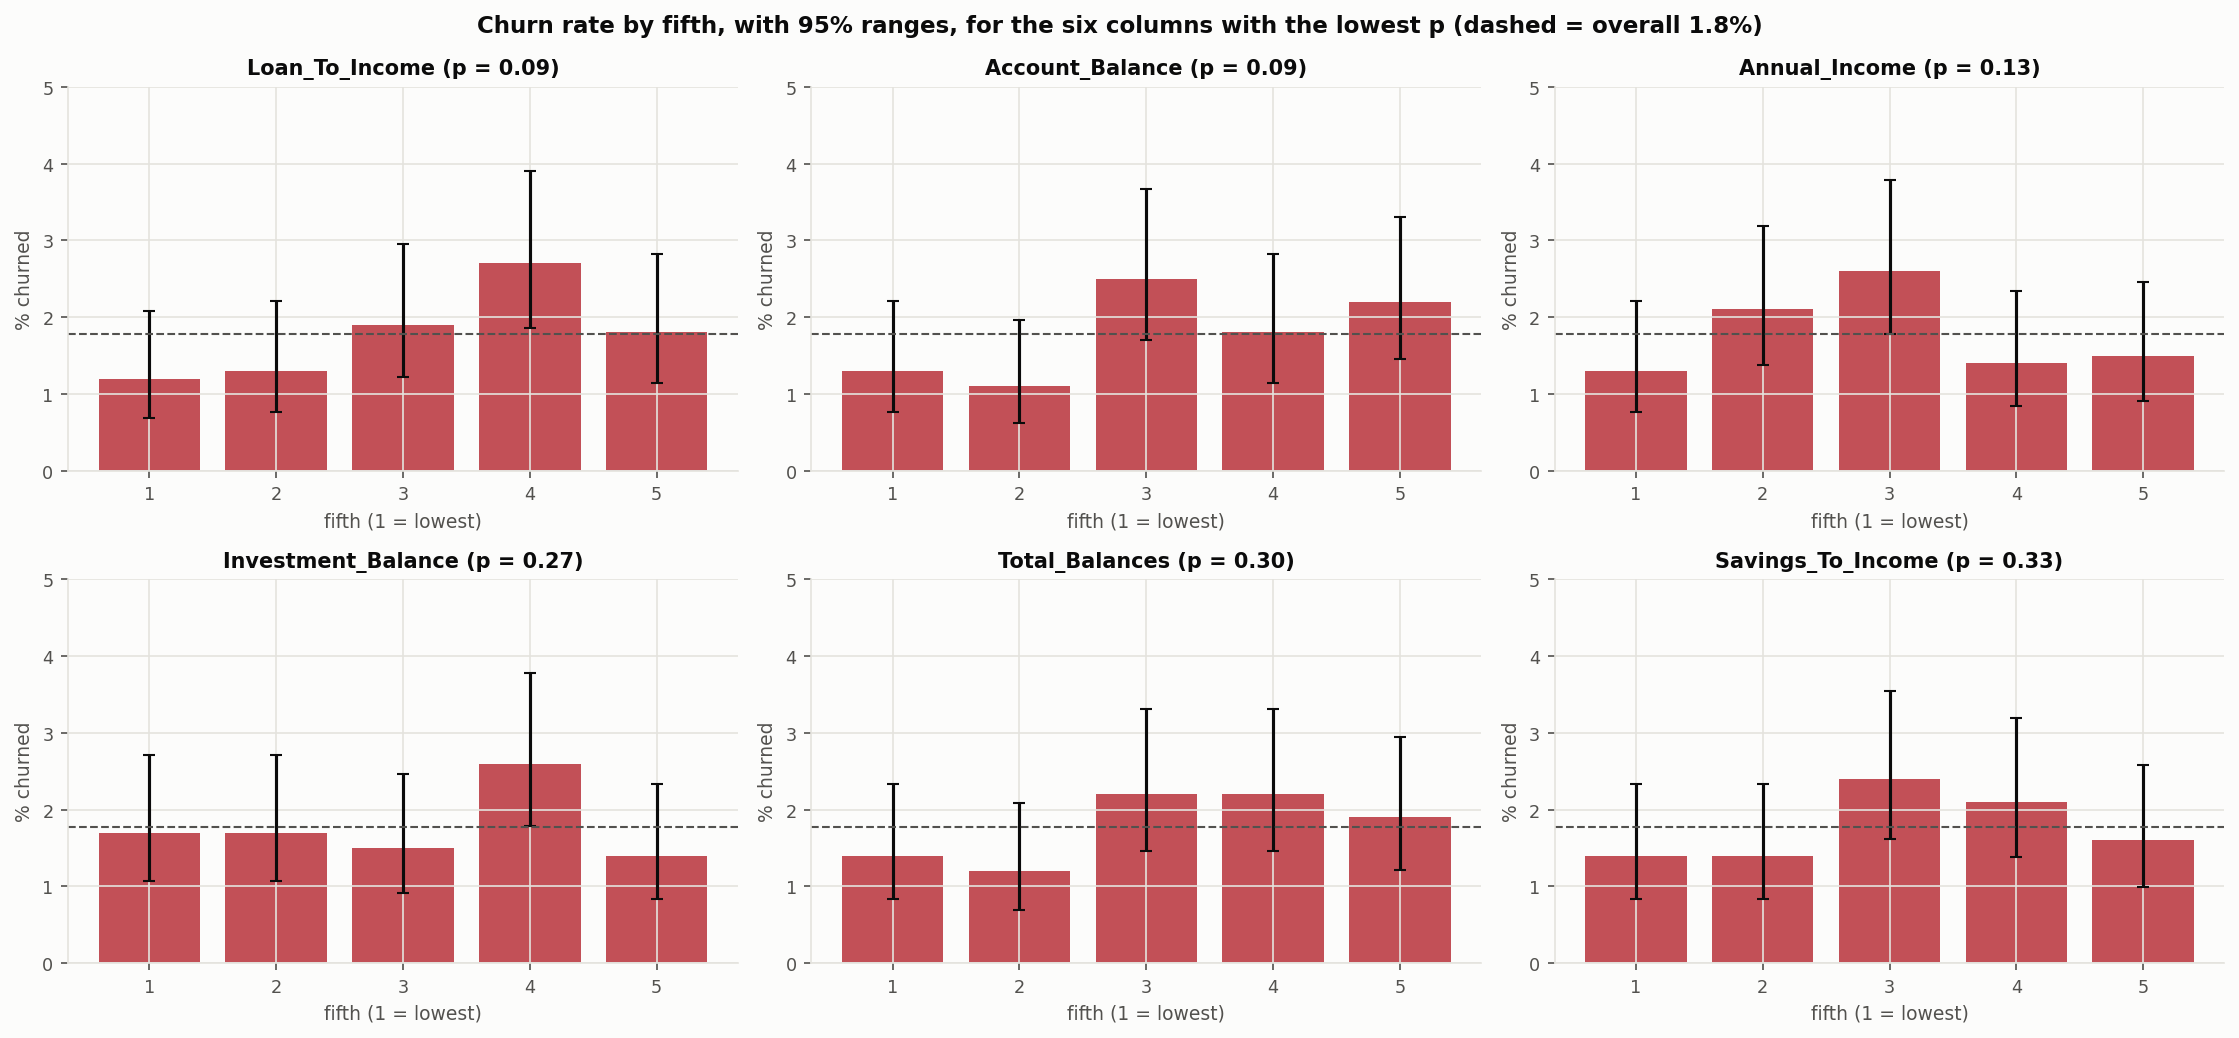 Churn rate by fifth, with 95% ranges, for the six columns with the lowest p (dashed = overall 1.8%)
Loan_To_Income (p = 0.09)
5
4
3
2
1
0
% churned
1 2 3 4 5
fifth (1 = lowest)
Account_Balance (p = 0.09)
5
4
3
2
1
0
% churned
1 2 3 4 5
fifth (1 = lowest)
Annual_Income (p = 0.13)
5
4
3
2
1
0
% churned
1 2 3 4 5
fifth (1 = lowest)
Investment_Balance (p = 0.27)
5
4
3
2
1
0
% churned
1 2 3 4 5
fifth (1 = lowest)
Total_Balances (p = 0.30)
5
4
3
2
1
0
% churned
1 2 3 4 5
fifth (1 = lowest)
Savings_To_Income (p = 0.33)
5
4
3
2
1
0
% churned
1 2 3 4 5
fifth (1 = lowest)